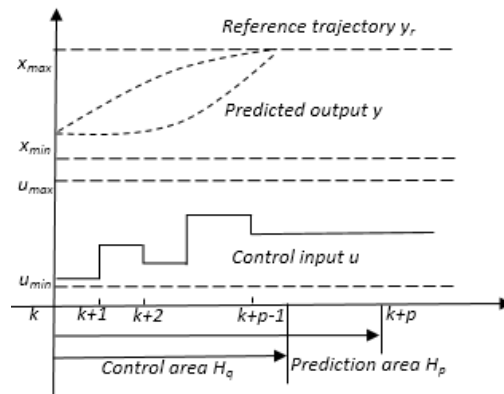 Reference trajectory yr
xmax
Predicted output y
xmin
umax
Control input u
umin
k k+1 k+2 k+p-1 k+p
Control area Hq Prediction area Hp